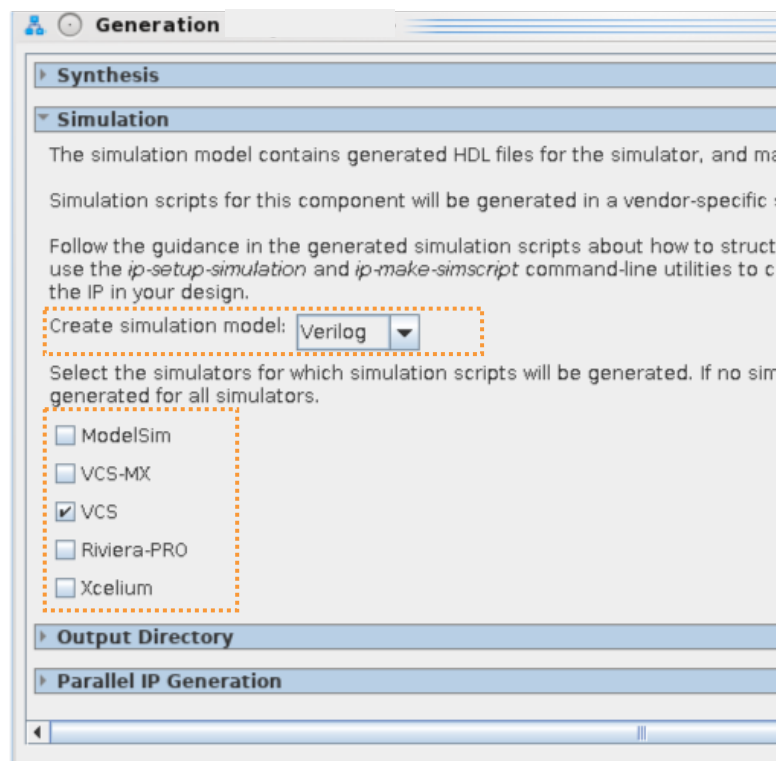 Generation
Synthesis
Simulation
The simulation model contains generated HDL files for the simulator, and
Simulation scripts for this component will be generated in a vendor-specific
Follow the guidance in the generated simulation scripts about how to struct
use the ip-setup-simulation and ip-make-simscript command-line utilities to c
the IP in your design.
Create simulation model: Verilog
Select the simulators for which simulation scripts will be generated. If no sim
generated for all simulators.
ModelSim
VCS-MX
VCS
Riviera-PRO
Xcelium
Output Directory
Parallel IP Generation